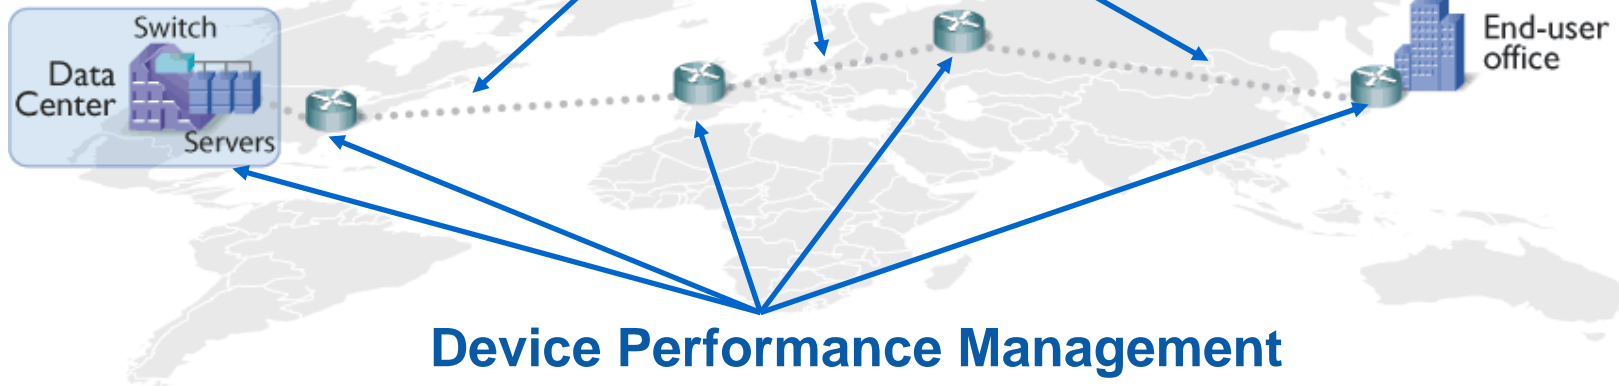 Switch
Data
Center
Servers
End-user
office
Device Performance Management